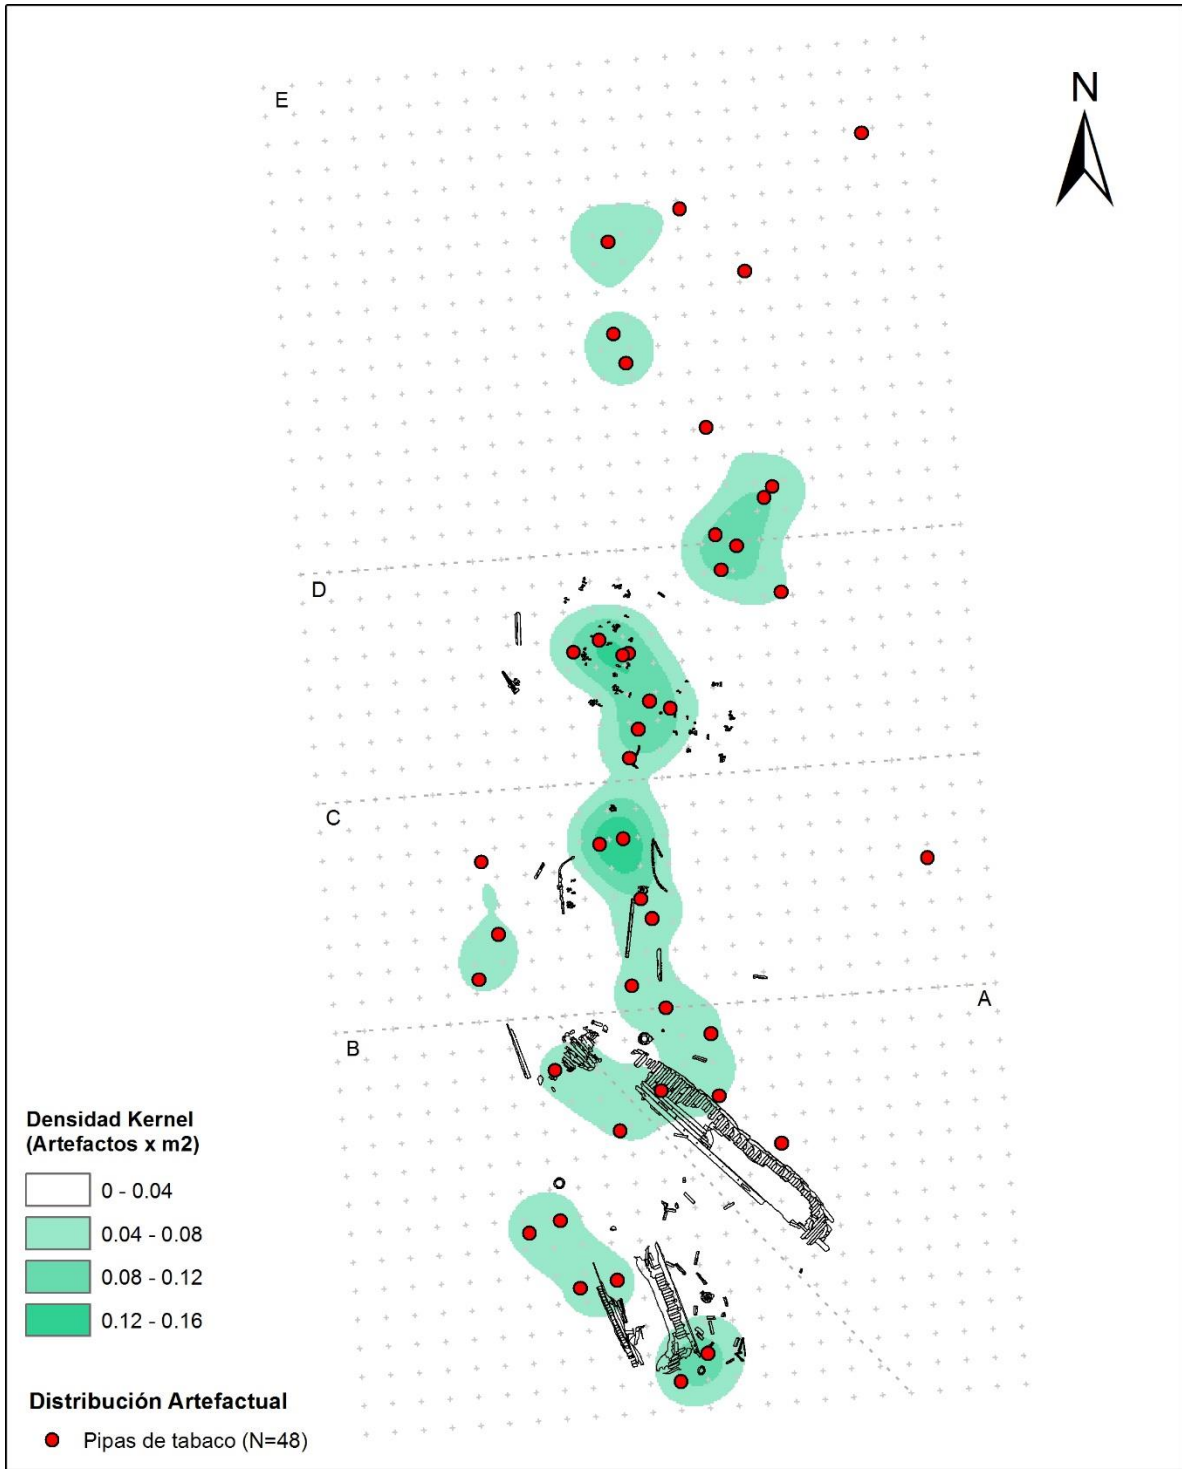 E
N
D
C
A
B
Densidad Kernel
(Artefactos x m2)
0 - 0.04
0.04 - 0.08
0.08 - 0.12
0.12 - 0.16
Distribución Artefactual
Pipas de tabaco (N=48)